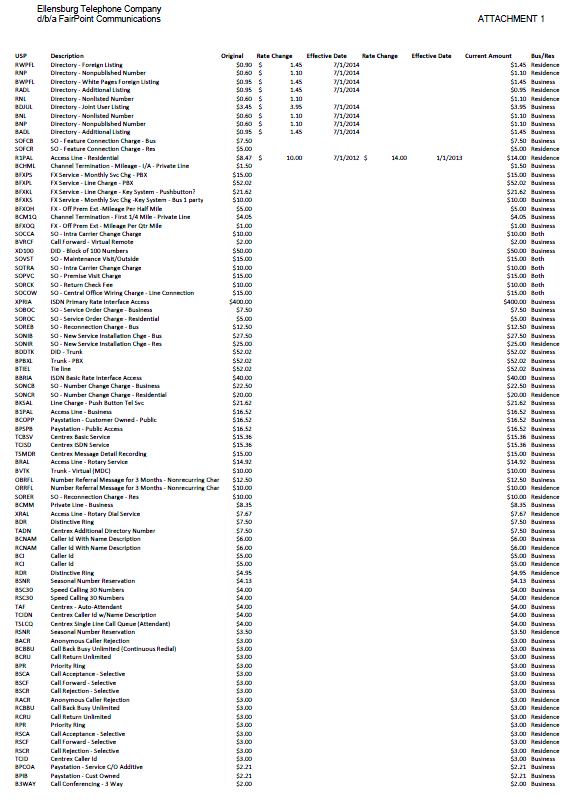 Ellensburg Telephone Company
d/b/a FairPoint Communications
ATTACHMENT 1
USP Description Original Rate Change Effective Date Rate Change Effective Date Current Amount Bus/Res
RWPFL Directory - Foreign Listing $0.90 $ 1.45 7/1/2014 $1.45 Residence
RNP Directory - Nonpublished Number $0.60 $ 1.10 7/1/2014 $1.10 Residence
BWPFL Directory - White Pages Foreign Listing $0.95 $ 1.45 7/1/2014 $1.45 Business
RADL Directory - Additional Listing $0.95 $ 1.45 7/1/2014 $0.95 Residence
RNL Directory - Nonlisted Number $0.60 $ 1.10 $1.10 Residence
BDJUL Directory - Joint User Listing $3.45 $ 3.95 7/1/2014 $3.95 Business
BNL Directory - Nonlisted Number $0.60 $ 1.10 7/1/2014 $1.10 Business
BNP Directory - Nonpublished Number $0.60 $ 1.10 7/1/2014 $1.10 Business
BADL Directory - Additional Listing $0.95 $ 1.45 7/1/2014 $1.45 Business
SOFCB SO - Feature Connection Charge - Bus $7.50 $7.50 Business
SOFCR SO - Feature Connection Charge - Res $5.00 $5.00 Residence
R1PAL Access Line - Residential $8.47 $ 10.00 7/1/2012 $ 14.00 1/1/2013 $14.00 Residence
BCHML Channel Termination - Mileage - I/A - Private Line $1.50 $1.50 Business
BFXPS FX Service - Monthly Svc Chg - PBX $15.00 $15.00 Business
BFXPL FX Service - Line Charge - PBX $52.02 $52.02 Business
BFXKL FX Service - Line Charge - Key System - Pushbutton? $21.62 $21.62 Business
BFXKS FX Service - Monthly Svc Chg -Key System - Bus 1 party $10.00 $10.00 Business
BFXOH FX - Off Prem Ext -Mileage Per Half Mile $5.00 $5.00 Business
BCM1Q Channel Termination - First 1/4 Mile - Private Line $4.05 $4.05 Business
BFXOQ FX - Off Prem Ext - Mileage Per Qtr Mile $1.00 $1.00 Business
SOCCA SO - Intra Carrier Change Charge $10.00 $10.00 Both
BVRCF Call Forward - Virtual Remote $2.00 $2.00 Business
XD100 DID - Block of 100 Numbers $50.00 $50.00 Business
SOVST SO - Maintenance Visit/Outside $15.00 $15.00 Both
SOTRA SO - Intra Carrier Change Charge $10.00 $10.00 Both
SOPVC SO - Premise Visit Charge $15.00 $15.00 Both
SORCK SO - Return Check Fee $10.00 $10.00 Both
SOCOW SO - Central Office Wiring Charge - Line Connection $15.00 $15.00 Both
XPRIA ISDN Primary Rate Interface Access $400.00 $400.00 Business
SOBOC SO - Service Order Charge - Business $7.50 $7.50 Business
SOROC SO - Service Order Charge - Residential $5.00 $5.00 Residence
SOREB SO - Reconnection Charge - Bus $12.50 $12.50 Business
SONIB SO - New Service Installation Chge - Bus $27.50 $27.50 Business
SONIR SO - New Service Installation Chge - Res $25.00 $25.00 Residence
BDDTK DID - Trunk $52.02 $52.02 Business
BPBXL Trunk - PBX $52.02 $52.02 Business
BTIEL Tie line $52.02 $52.02 Business
BBRIA ISDN Basic Rate Interface Access $40.00 $40.00 Business
SONCB SO - Number Change Charge - Business $22.50 $22.50 Business
SONCR SO - Number Change Charge - Residential $20.00 $20.00 Residence
BKSAL Line Charge - Push Button Tel Svc $21.62 $21.62 Business
B1PAL Access Line - Business $16.52 $16.52 Business
BCOPP Paystation - Customer Owned - Public $16.52 $16.52 Business
BPSPB Paystation - Public Access $16.52 $16.52 Business
TCBSV Centrex Basic Service $15.36 $15.36 Business
TCISD Centrex ISDN Service $15.36 $15.36 Business
TSMDR Centrex Message Detail Recording $15.00 $15.00 Business
BRAL Access Line - Rotary Service $14.92 $14.92 Business
BVTK Trunk - Virtual (MDC) $10.00 $10.00 Business
OBRFL Number Referral Message for 3 Months - Nonrecurring Char $12.50 $12.50 Business
ORRFL Number Referral Message for 3 Months - Nonrecurring Char $10.00 $10.00 Residence
SORER SO - Reconnection Charge - Res $10.00 $10.00 Residence
BCMM Private Line - Business $8.35 $8.35 Business
XRAL Access Line - Rotary Dial Service $7.67 $7.67 Residence
BDR Distinctive Ring $7.50 $7.50 Business
TADN Centrex Additional Directory Number $7.50 $7.50 Business
BCNAM Caller Id With Name Description $6.00 $6.00 Business
RCNAM Caller Id With Name Description $6.00 $6.00 Residence
BCI Caller Id $5.00 $5.00 Business
RCI Caller Id $5.00 $5.00 Residence
RDR Distinctive Ring $4.95 $4.95 Residence
BSNR Seasonal Number Reservation $4.13 $4.13 Business
BSC30 Speed Calling 30 Numbers $4.00 $4.00 Business
RSC30 Speed Calling 30 Numbers $4.00 $4.00 Residence
TAF Centrex - Auto-Attendant $4.00 $4.00 Business
TCIDN Centrex Caller Id w/Name Description $4.00 $4.00 Business
TSLCQ Centrex Single Line Call Queue (Attendant) $4.00 $4.00 Business
RSNR Seasonal Number Reservation $3.50 $3.50 Residence
BACR Anonymous Caller Rejection $3.00 $3.00 Business
BCBBU Call Back Busy Unlimited (Continuous Redial) $3.00 $3.00 Business
BCRU Call Return Unlimited $3.00 $3.00 Business
BPR Priority Ring $3.00 $3.00 Business
BSCA Call Acceptance - Selective $3.00 $3.00 Business
BSCF Call Forward - Selective $3.00 $3.00 Business
BSCR Call Rejection - Selective $3.00 $3.00 Business
RACR Anonymous Caller Rejection $3.00 $3.00 Residence
RCBBU Call Back Busy Unlimited $3.00 $3.00 Residence
RCRU Call Return Unlimited $3.00 $3.00 Residence
RPR Priority Ring $3.00 $3.00 Residence
RSCA Call Acceptance - Selective $3.00 $3.00 Residence
RSCF Call Forward - Selective $3.00 $3.00 Residence
RSCR Call Rejection - Selective $3.00 $3.00 Residence
TCID Centrex Caller Id $3.00 $3.00 Business
BPCOA Paystation - Service C/O Additive $2.21 $2.21 Business
BPIB Paystation - Cust Owned $2.21 $2.21 Business
B3WAY Call Conferencing - 3 Way $2.00 $2.00 Business